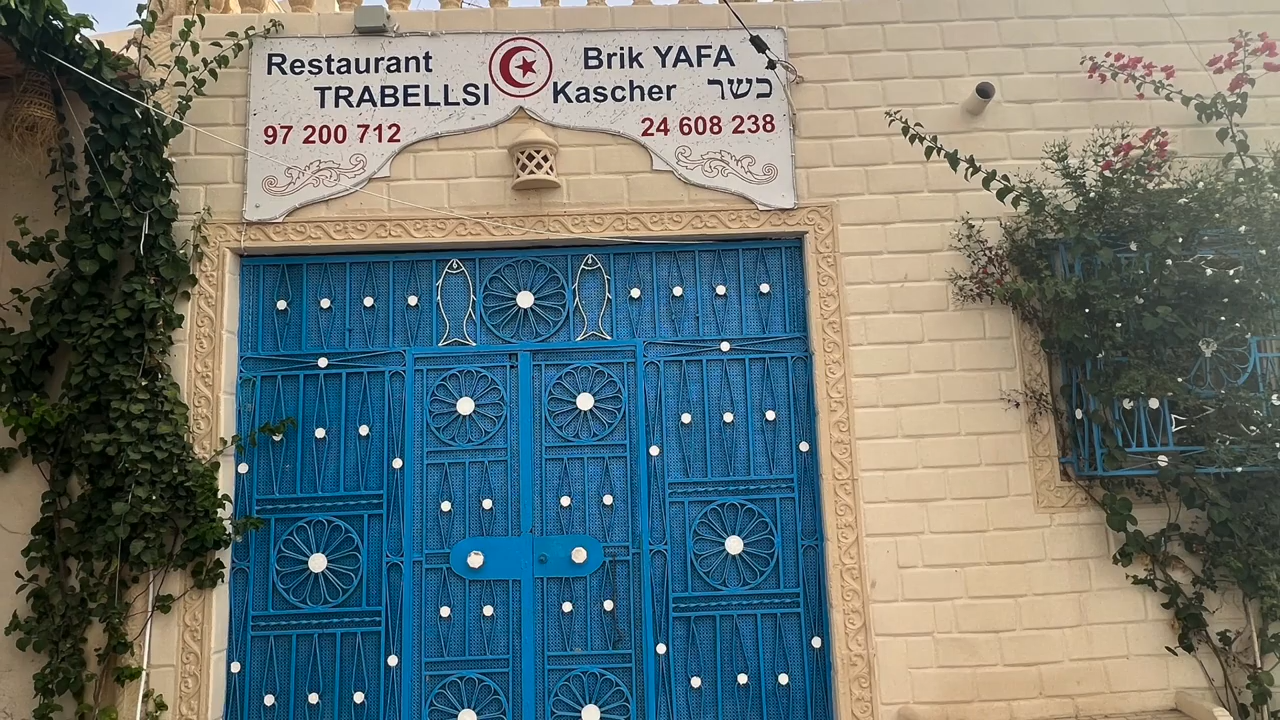 Restaurant
TRABELLSI
97 200 712
Brik YAFA
Kascher כשר
24 608 238